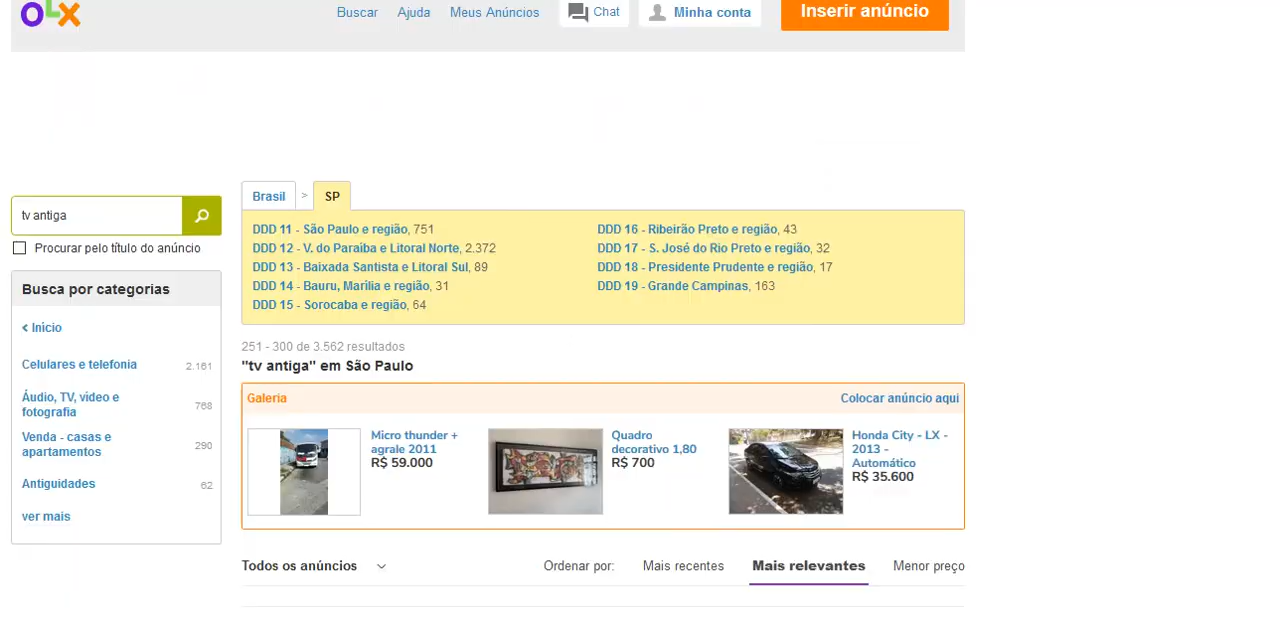 OLX
Buscar Ajuda Meus Anúncios Chat Minha conta Inserir anúncio
tv antiga
Procurar pelo título do anúncio
Busca por categorias
< Início
Celulares e telefonia 2.161
Áudio, TV, vídeo e
fotografia 768
Venda - casas e
apartamentos 290
Antiguidades 62
ver mais
Brasil > SP
DDD 11 - São Paulo e região, 751
DDD 12 - V. do Paraíba e Litoral Norte, 2.372
DDD 13 - Baixada Santista e Litoral Sul, 89
DDD 14 - Bauru, Marília e região, 31
DDD 15 - Sorocaba e região, 64
DDD 16 - Ribeirão Preto e região, 43
DDD 17 - S. José do Rio Preto e região, 32
DDD 18 - Presidente Prudente e região, 17
DDD 19 - Grande Campinas, 163
251 - 300 de 3.562 resultados
"tv antiga" em São Paulo
Galeria Colocar anúncio aqui
Micro thunder +
agrale 2011
R$ 59.000
Quadro
decorativo 1,80
R$ 700
Honda City - LX -
2013 -
Automático
R$ 35.600
Todos os anúncios Ordenar por: Mais recentes Mais relevantes Menor preço